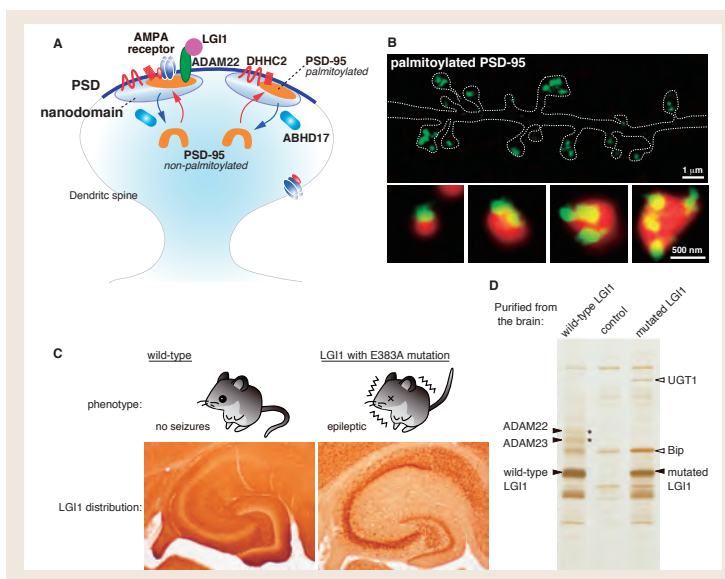 A
AMPA
receptor
LGI1
ADAM22
DHHC2
PSD-95
palmitoylated
PSD
nanodomain
ABHD17
PSD-95
non-palmitoylated
Dendritc spine
B
palmitoylated PSD-95
1 µm
500 nm
C
wild-type
LGI1 with E383A mutation
phenotype:
no seizures
epileptic
LGI1 distribution:
D
Purified from
the brain:
wild-type LGI1
control
mutated LGI1
UGT1
ADAM22
*
ADAM23
*
Bip
wild-type
LGI1
mutated
LGI1